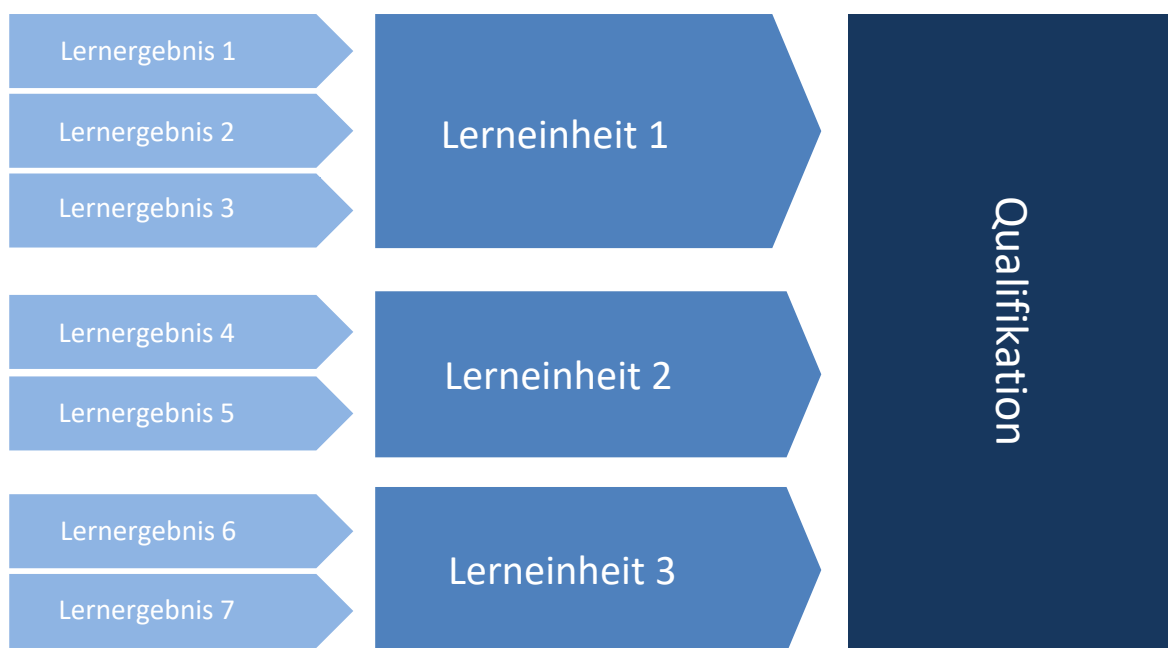 Lernergebnis 1
Lernergebnis 2
Lernergebnis 3
Lerneinheit 1
Lernergebnis 4
Lernergebnis 5
Lerneinheit 2
Lernergebnis 6
Lernergebnis 7
Lerneinheit 3
Qualifikation